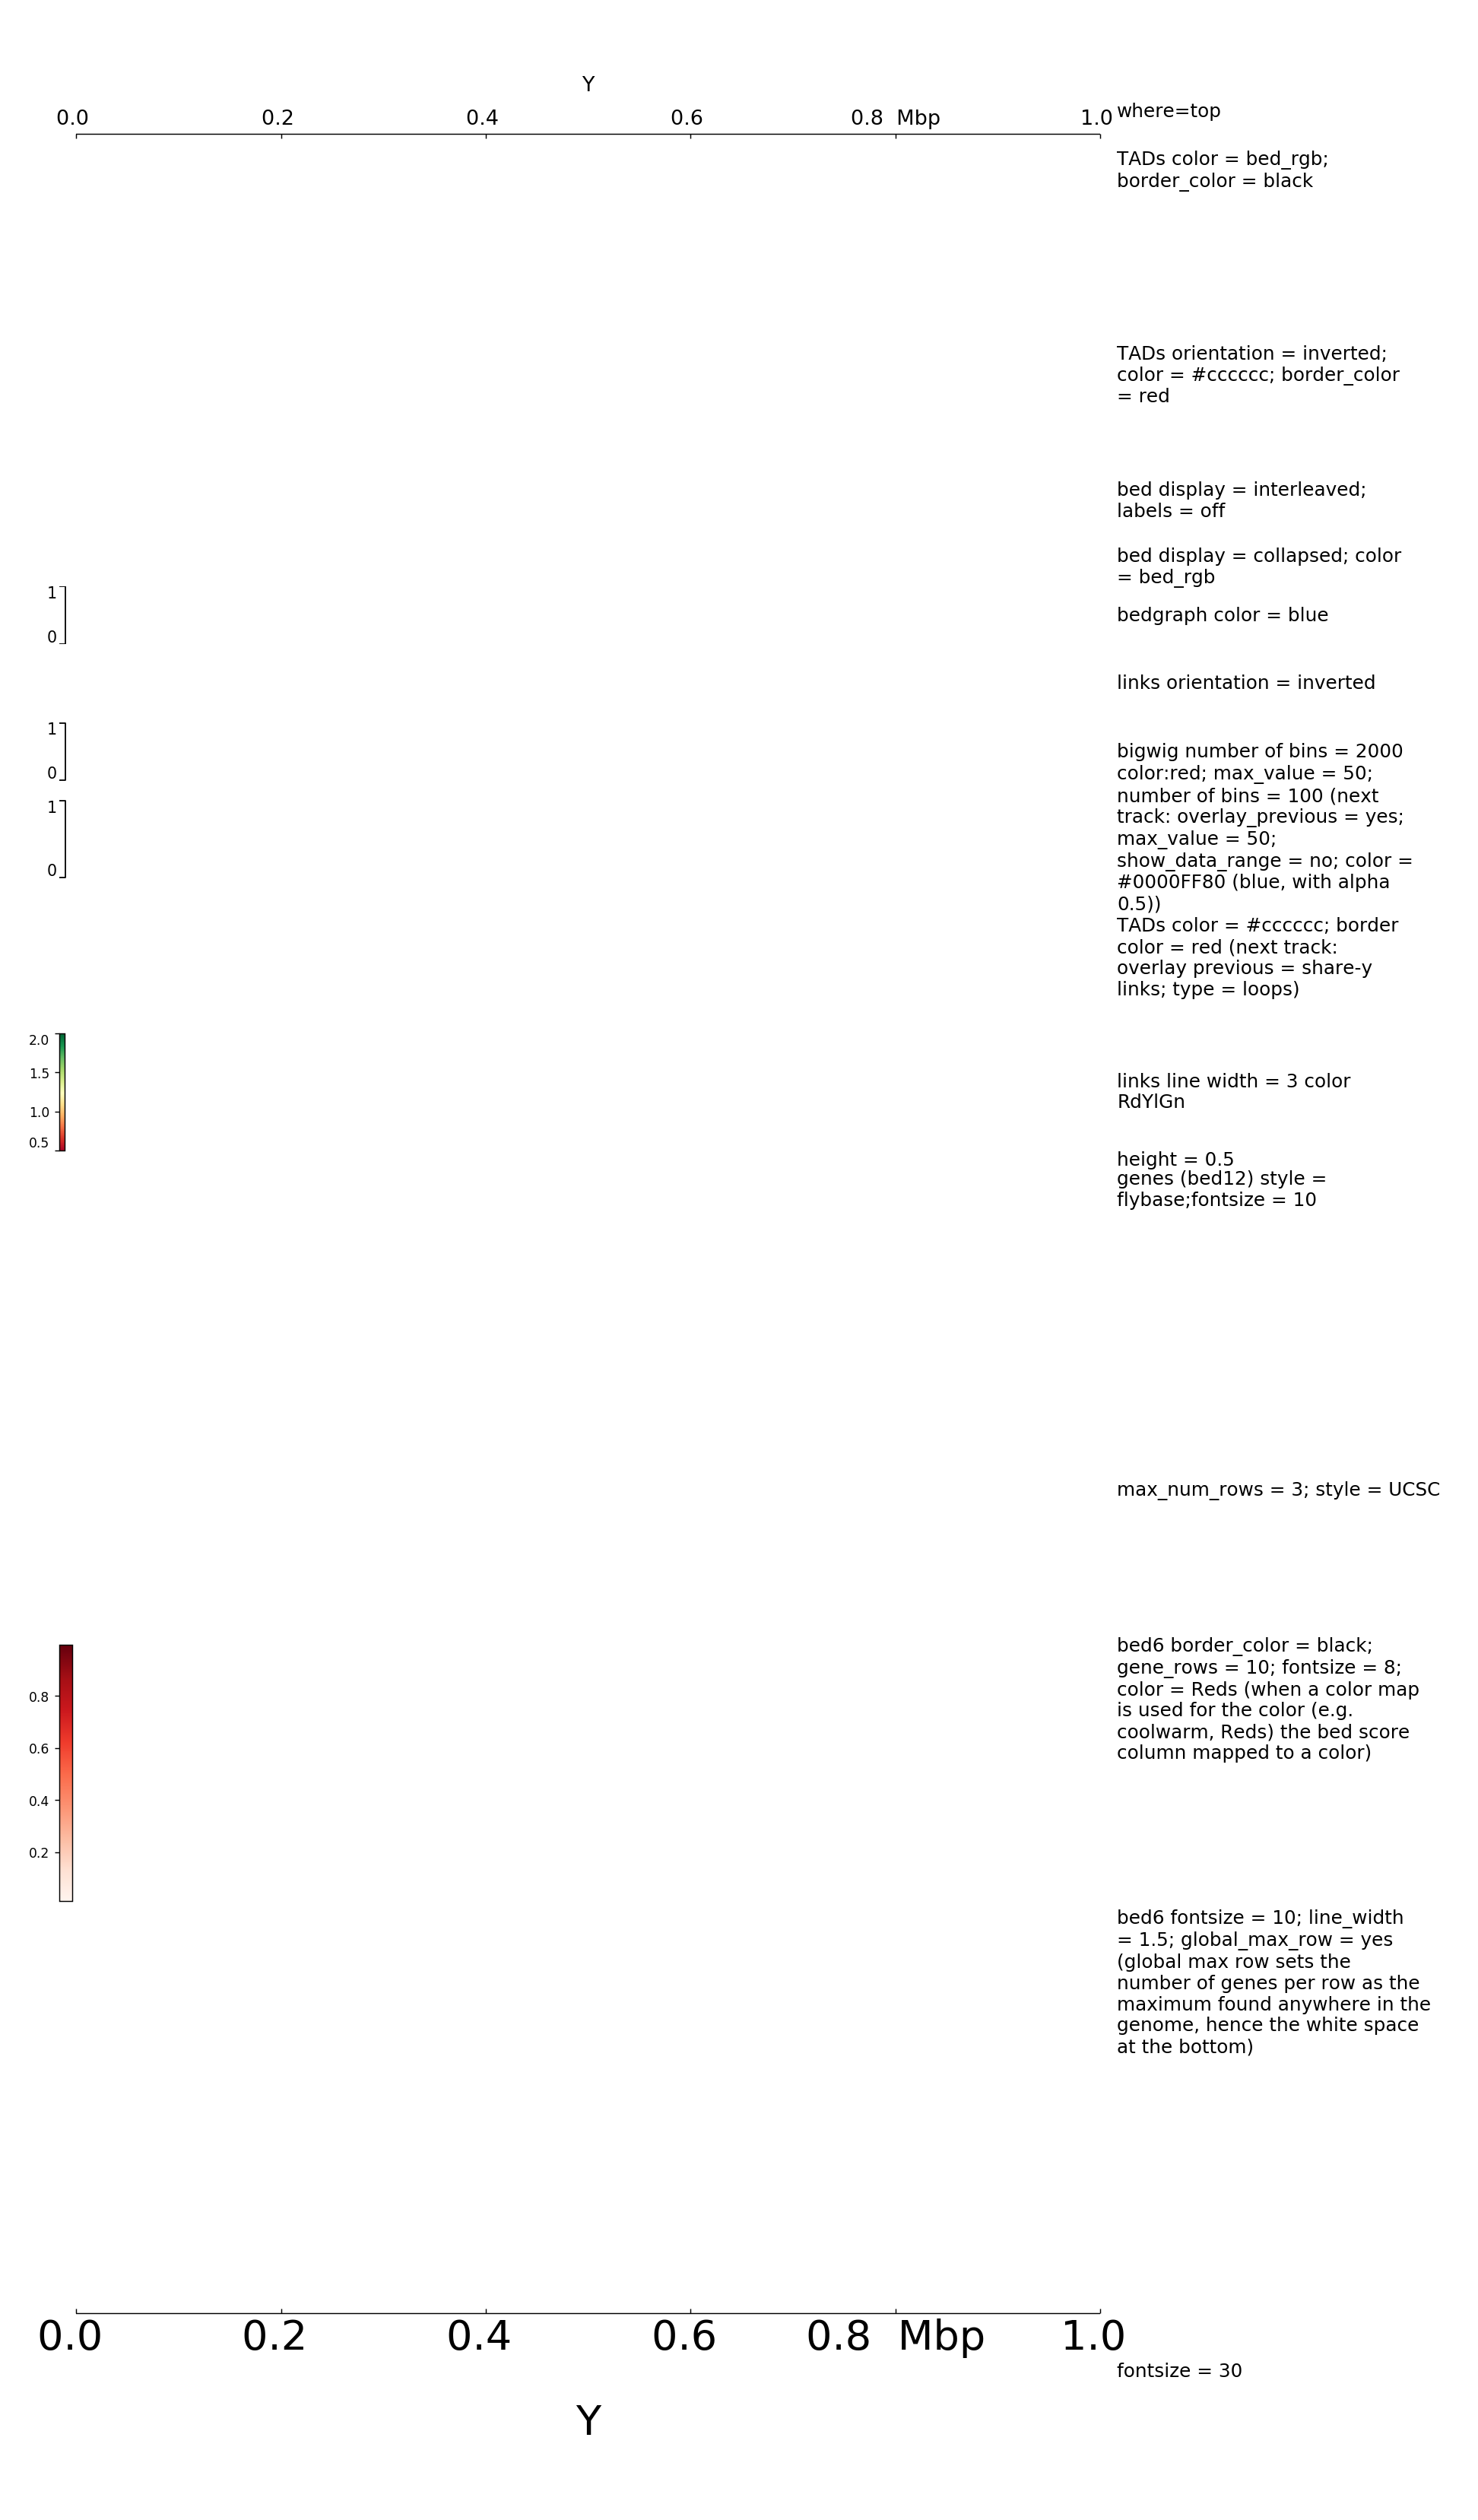 Y
0.0 0.2 0.4 0.6 0.8 Mbp 1.0
where=top
TADs color = bed_rgb;
border_color = black
TADs orientation = inverted;
color = #cccccc; border_color
= red
bed display = interleaved;
labels = off
bed display = collapsed; color
= bed_rgb
1
0
bedgraph color = blue
links orientation = inverted
1
0
bigwig number of bins = 2000
color:red; max_value = 50;
number of bins = 100 (next
track: overlay_previous = yes;
max_value = 50;
show_data_range = no; color =
#0000FF80 (blue, with alpha
0.5))
1
0
TADs color = #cccccc; border
color = red (next track:
overlay previous = share-y
links; type = loops)
2.0
1.5
1.0
0.5
links line width = 3 color
RdYlGn
height = 0.5
genes (bed12) style =
flybase;fontsize = 10
max_num_rows = 3; style = UCSC
bed6 border_color = black;
gene_rows = 10; fontsize = 8;
color = Reds (when a color map
is used for the color (e.g.
coolwarm, Reds) the bed score
column mapped to a color)
0.8
0.6
0.4
0.2
bed6 fontsize = 10; line_width
= 1.5; global_max_row = yes
(global max row sets the
number of genes per row as the
maximum found anywhere in the
genome, hence the white space
at the bottom)
0.0 0.2 0.4 0.6 0.8 Mbp 1.0
fontsize = 30
Y